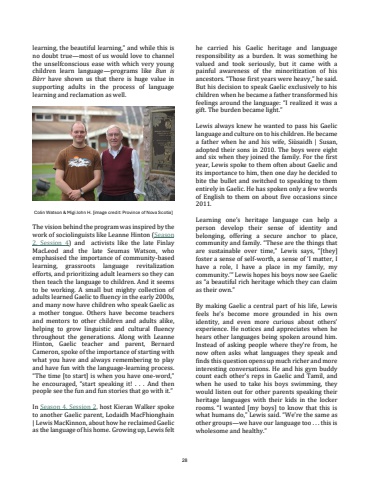 learning, the beautiful learning," and while this is
no doubt true—most of us would love to channel
the unselfconscious ease with which very young
children learn language—programs like Bun is
Bàrr have shown us that there is huge value in
supporting adults in the process of language
learning and reclamation as well.
Colin Watson & Migi John H. [image credit: Province of Nova Scotia]
The vision behind the program was inspired by the
work of sociolinguists like Leanne Hinton (Season
2, Session 4) and activists like the late Finlay
MacLeod and the late Seumas Watson, who
emphasised the importance of community-based
learning, grassroots language revitalization
efforts, and prioritizing adult learners so they can
then teach the language to children. And it seems
to be working. A small but mighty collection of
adults learned Gaelic to fluency in the early 2000s,
and many now have children who speak Gaelic as
a mother tongue. Others have become teachers
and mentors to other children and adults alike,
helping to grow linguistic and cultural fluency
throughout the generations. Along with Leanne
Hinton, Gaelic teacher and parent, Bernard
Cameron, spoke of the importance of starting with
what you have and always remembering to play
and have fun with the language-learning process.
"The time [to start] is when you have one-word,"
he encouraged, "start speaking it! . . . And then
people see the fun and fun stories that go with it."
In Season 4, Session 2, host Kieran Walker spoke
to another Gaelic parent, Lodaidh MacFhionghain
| Lewis MacKinnon, about how he reclaimed Gaelic
as the language of his home. Growing up, Lewis felt
he carried his Gaelic heritage and language
responsibility as a burden. It was something he
valued and took seriously, but it came with a
painful awareness of the minoritization of his
ancestors. "Those first years were heavy," he said.
But his decision to speak Gaelic exclusively to his
children when he became a father transformed his
feelings around the language: "I realized it was a
gift. The burden became light."
Lewis always knew he wanted to pass his Gaelic
language and culture on to his children. He became
a father when he and his wife, Siùsaidh | Susan,
adopted their sons in 2010. The boys were eight
and six when they joined the family. For the first
year, Lewis spoke to them often about Gaelic and
its importance to him, then one day he decided to
bite the bullet and switched to speaking to them
entirely in Gaelic. He has spoken only a few words
of English to them on about five occasions since
2011.
Learning one's heritage language can help a
person develop their sense of identity and
belonging, offering a secure anchor to place,
community and family. "These are the things that
are sustainable over time," Lewis says, "[they]
foster a sense of self-worth, a sense of 'I matter, I
have a role, I have a place in my family, my
community.'" Lewis hopes his boys now see Gaelic
as "a beautiful rich heritage which they can claim
as their own."
By making Gaelic a central part of his life, Lewis
feels he's become more grounded in his own
identity, and even more curious about others'
experience. He notices and appreciates when he
hears other languages being spoken around him.
Instead of asking people where they're from, he
now often asks what languages they speak and
finds this question opens up much richer and more
interesting conversations. He and his gym buddy
count each other's reps in Gaelic and Tamil, and
when he used to take his boys swimming, they
would listen out for other parents speaking their
heritage languages with their kids in the locker
rooms. "I wanted [my boys] to know that this is
what humans do," Lewis said. "We're the same as
other groups—we have our language too . . . this is
wholesome and healthy."
28